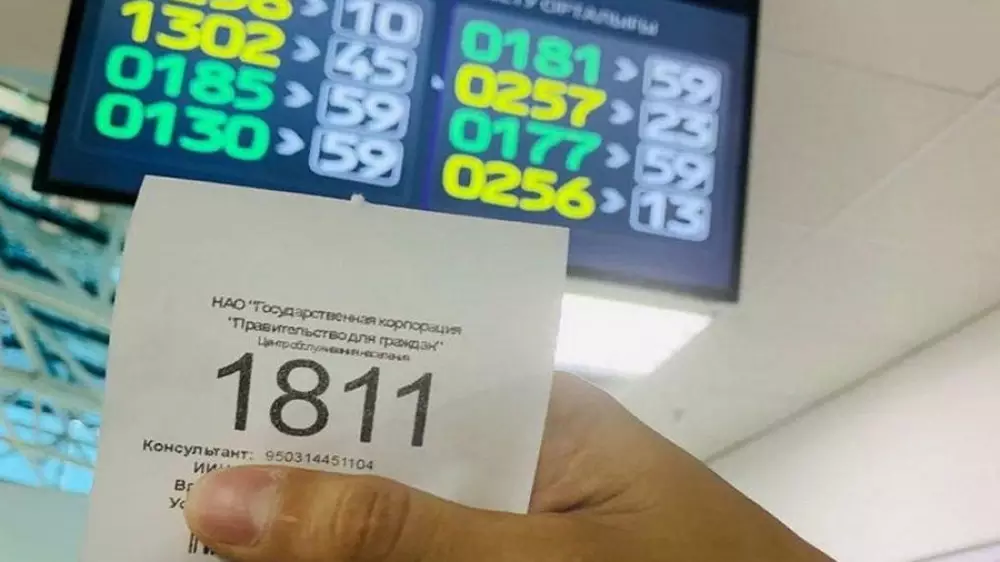 10
1302 > 45
0185 > 59
0130 > 59
0181 > 59
0257 > 23
0177 > 59
0256 > 13
НАО "Государственная корпорация
"Правительство для граждан"
Центр обслуживания населения
1811
Консультант: 950314451104